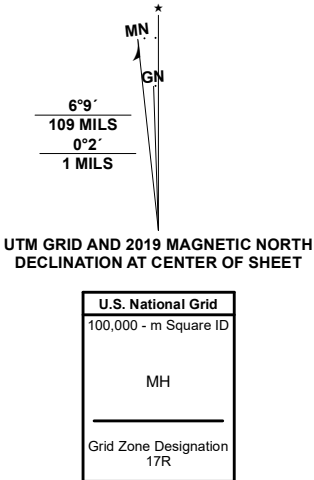 ★
MN
GN
6°9´
109 MILS
0°2´
1 MILS
UTM GRID AND 2019 MAGNETIC NORTH
DECLINATION AT CENTER OF SHEET
U.S. National Grid
100,000 - m Square ID
MH
Grid Zone Designation
17R